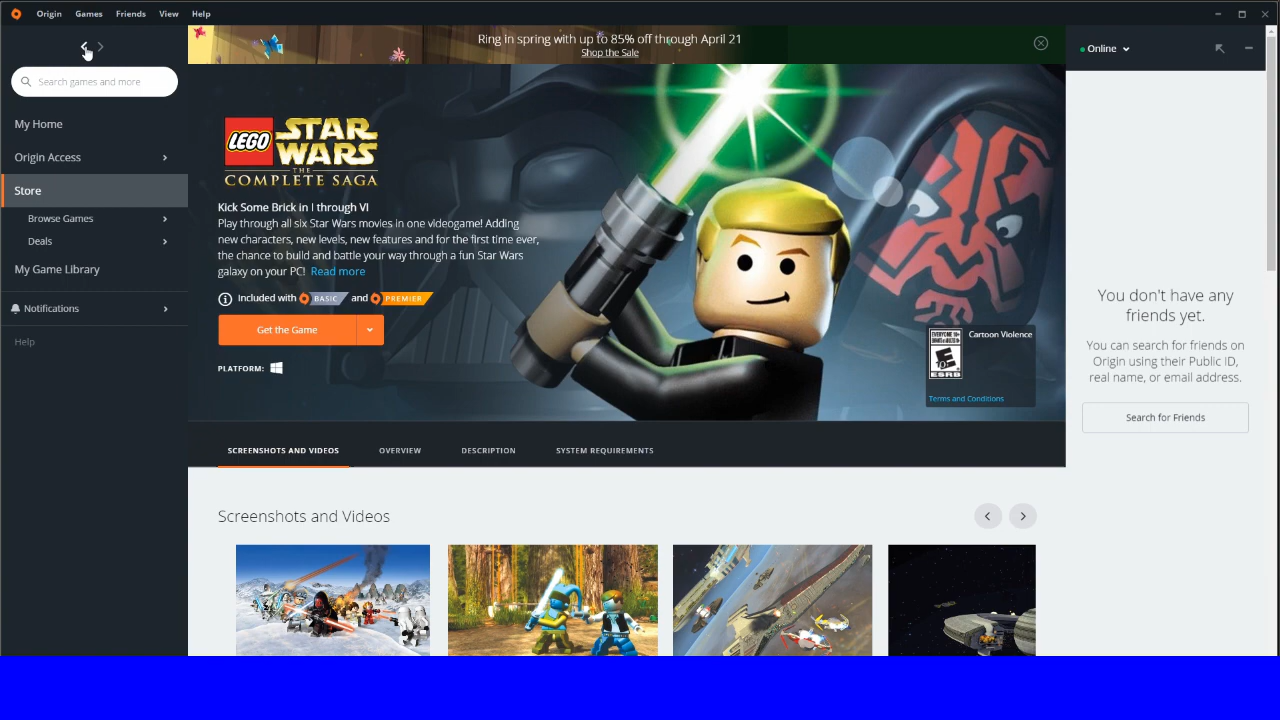 Origin Games Friends View Help
Search games and more
My Home
Origin Access
Store
Browse Games
Deals
My Game Library
Notifications
Help
Ring in spring with up to 85% off through April 21
Shop the Sale
LEGO STAR WARS
THE
COMPLETE SAGA
Kick Some Brick in I through VI
Play through all six Star Wars movies in one videogame! Adding
new characters, new levels, new features and for the first time ever,
the chance to build and battle your way through a fun Star Wars
galaxy on your PC! Read more
Included with BASIC and PREMIER
Get the Game
PLATFORM:
EVERYONE 10+
E
10+
ESRB
Cartoon Violence
Terms and Conditions
SCREENSHOTS AND VIDEOS OVERVIEW DESCRIPTION SYSTEM REQUIREMENTS
Screenshots and Videos
Online
You don't have any
friends yet.
You can search for friends on
Origin using their Public ID,
real name, or email address.
Search for Friends